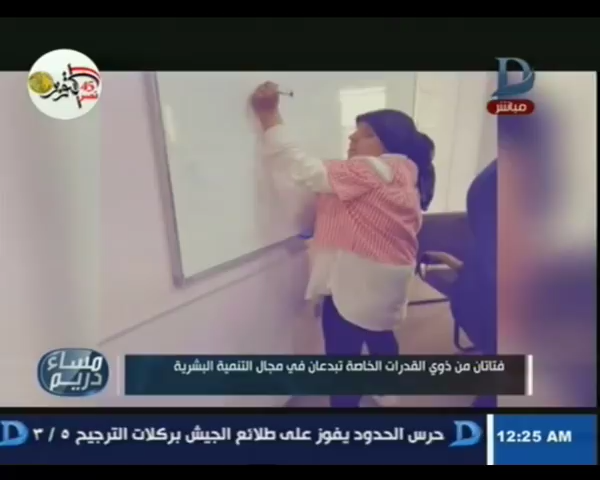 مباشر
مساء دريم
فتاتان من ذوي القدرات الخاصة تبدعان في مجال التنمية البشرية
حرس الحدود يفوز على طلائع الجيش بركلات الترجيح ٥ / ٣
12:25 AM